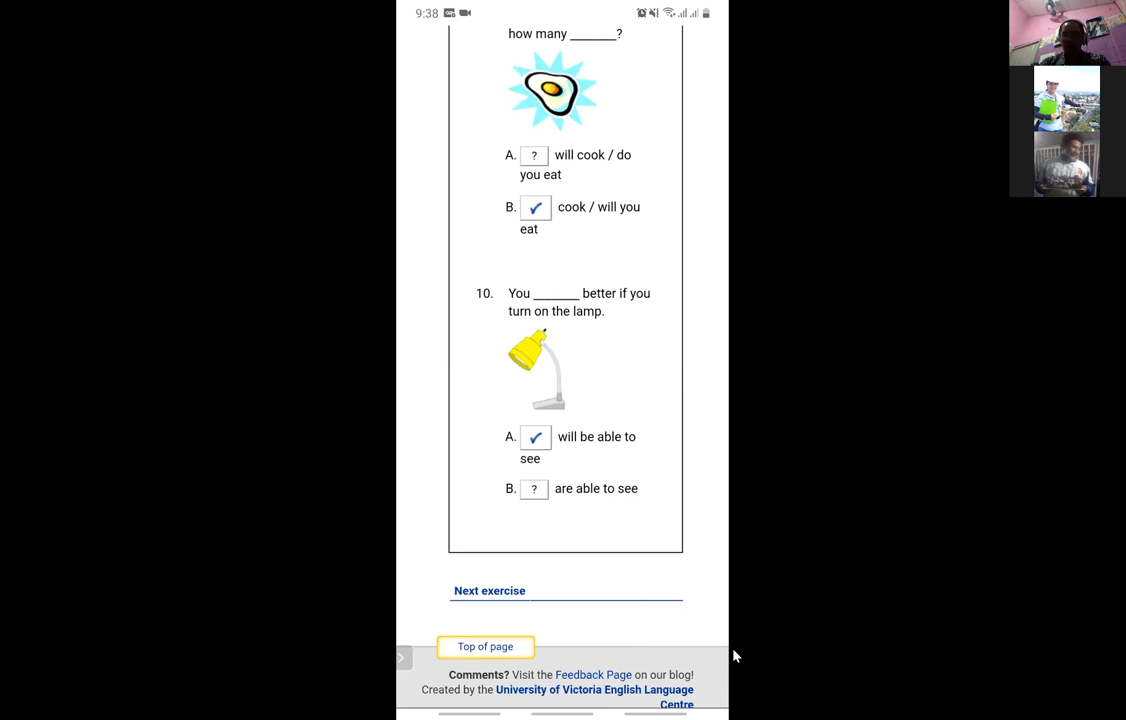 9:38
how many _______?
A. ? will cook / do
you eat
B. ✓ cook / will you
eat
10. You _______ better if you
turn on the lamp.
A. ✓ will be able to
see
B. ? are able to see
Next exercise
Top of page
Comments? Visit the Feedback Page on our blog!
Created by the University of Victoria English Language
Centre